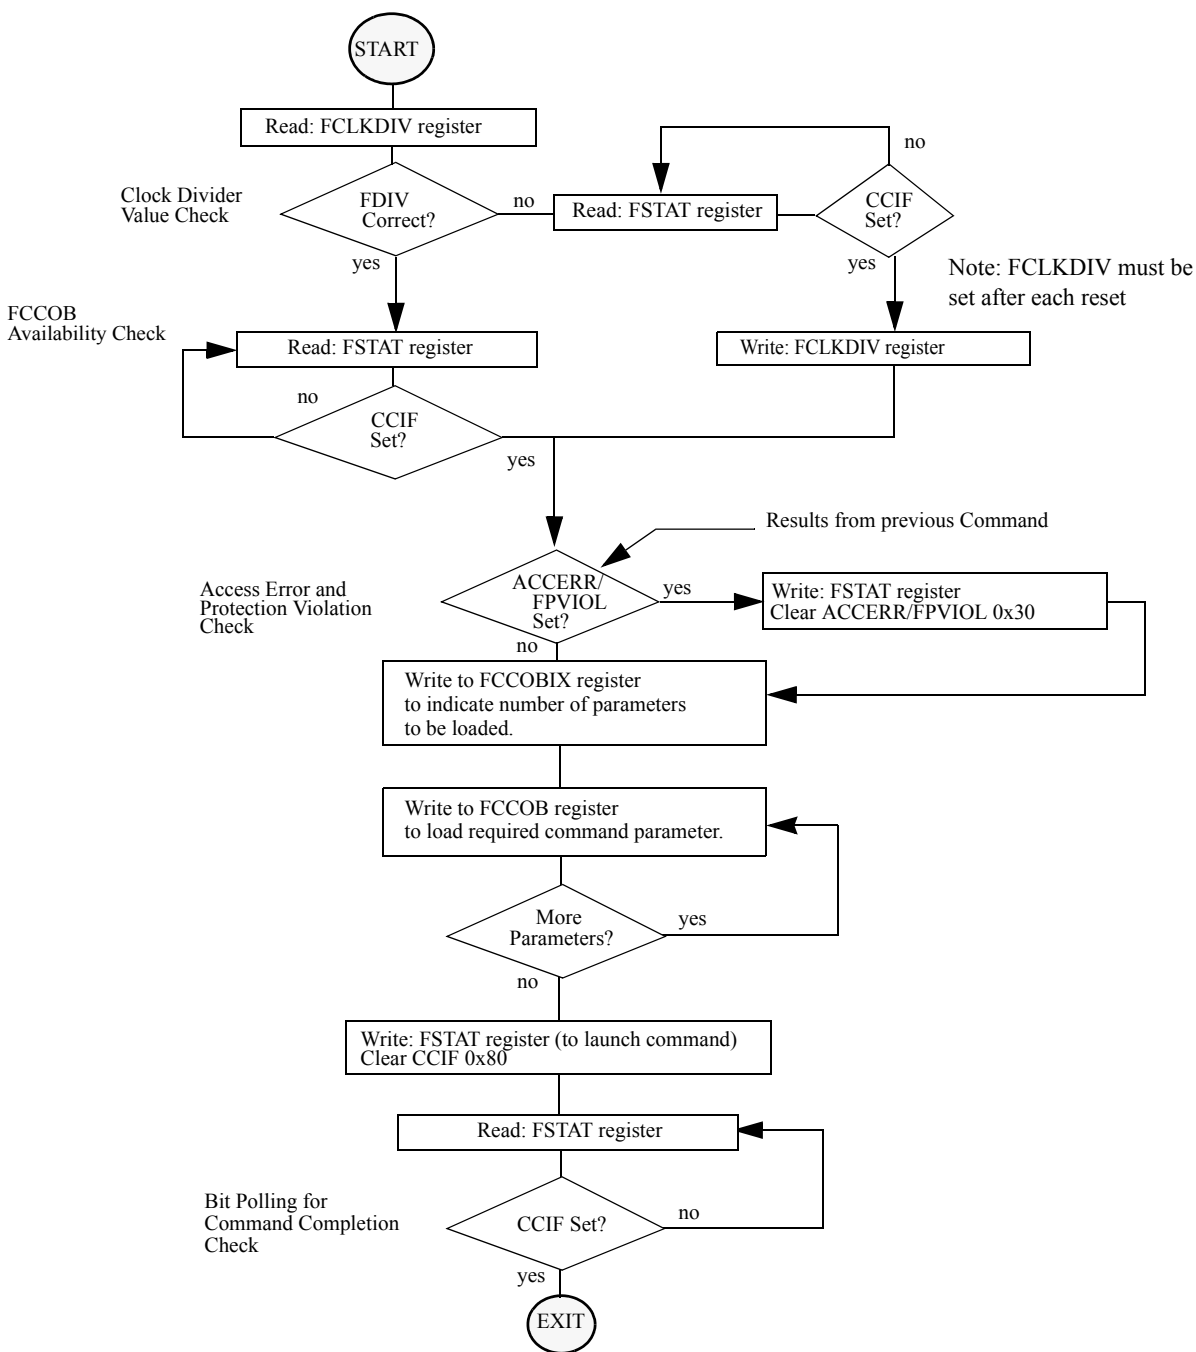 START
Read: FCLKDIV register
no
Clock Divider
Value Check
FDIV
Correct?
no
Read: FSTAT register
CCIF
Set?
yes
yes
Note: FCLKDIV must be
set after each reset
FCCOB
Availability Check
Read: FSTAT register
Write: FCLKDIV register
no
CCIF
Set?
yes
Results from previous Command
Access Error and
Protection Violation
Check
ACCERR/
FPVIOL
Set?
yes
Write: FSTAT register
Clear ACCERR/FPVIOL 0x30
no
Write to FCCOBIX register
to indicate number of parameters
to be loaded.
Write to FCCOB register
to load required command parameter.
More
Parameters?
yes
no
Write: FSTAT register (to launch command)
Clear CCIF 0x80
Read: FSTAT register
Bit Polling for
Command Completion
Check
CCIF Set?
no
yes
EXIT